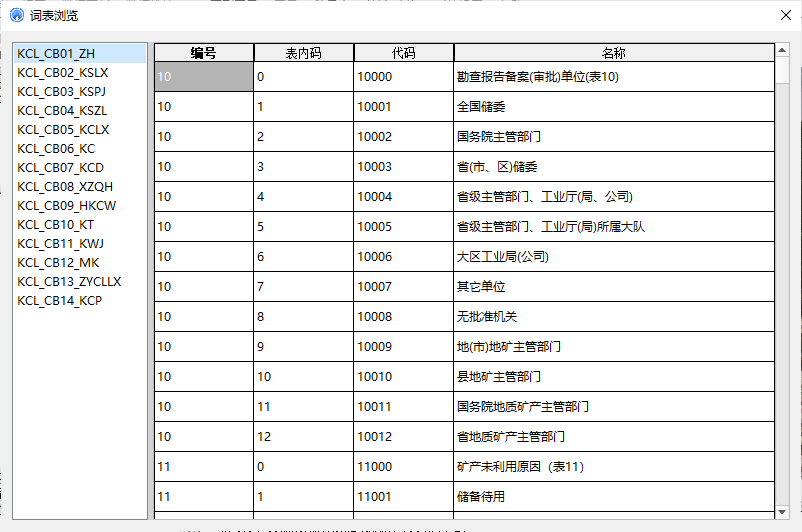 词表浏览
KCL_CB01_ZH
KCL_CB02_KSLX
KCL_CB03_KSPJ
KCL_CB04_KSZL
KCL_CB05_KCLX
KCL_CB06_KC
KCL_CB07_KCD
KCL_CB08_XZQH
KCL_CB09_HKCW
KCL_CB10_KT
KCL_CB11_KWJ
KCL_CB12_MK
KCL_CB13_ZYCLLX
KCL_CB14_KCP
编号 表内码 代码 名称
10 0 10000 勘查报告备案(审批)单位(表10)
10 1 10001 全国储委
10 2 10002 国务院主管部门
10 3 10003 省(市、区)储委
10 4 10004 省级主管部门、工业厅(局、公司)
10 5 10005 省级主管部门、工业厅(局)所属大队
10 6 10006 大区工业局(公司)
10 7 10007 其它单位
10 8 10008 无批准机关
10 9 10009 地(市)地矿主管部门
10 10 10010 县地矿主管部门
10 11 10011 国务院地质矿产主管部门
10 12 10012 省地质矿产主管部门
11 0 11000 矿产未利用原因（表11）
11 1 11001 储备待用